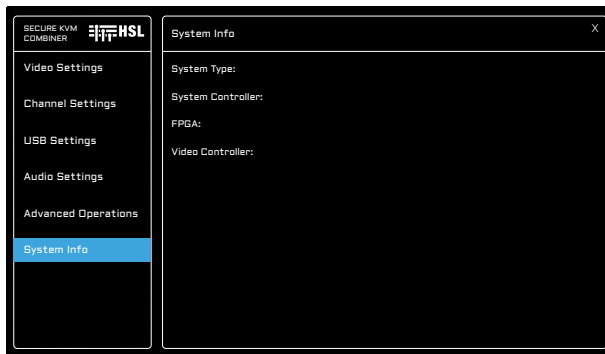 SECURE KVM
COMBINER
HSL
Video Settings
Channel Settings
USB Settings
Audio Settings
Advanced Operations
System Info
System Info
X
System Type:
System Controller:
FPGA:
Video Controller: